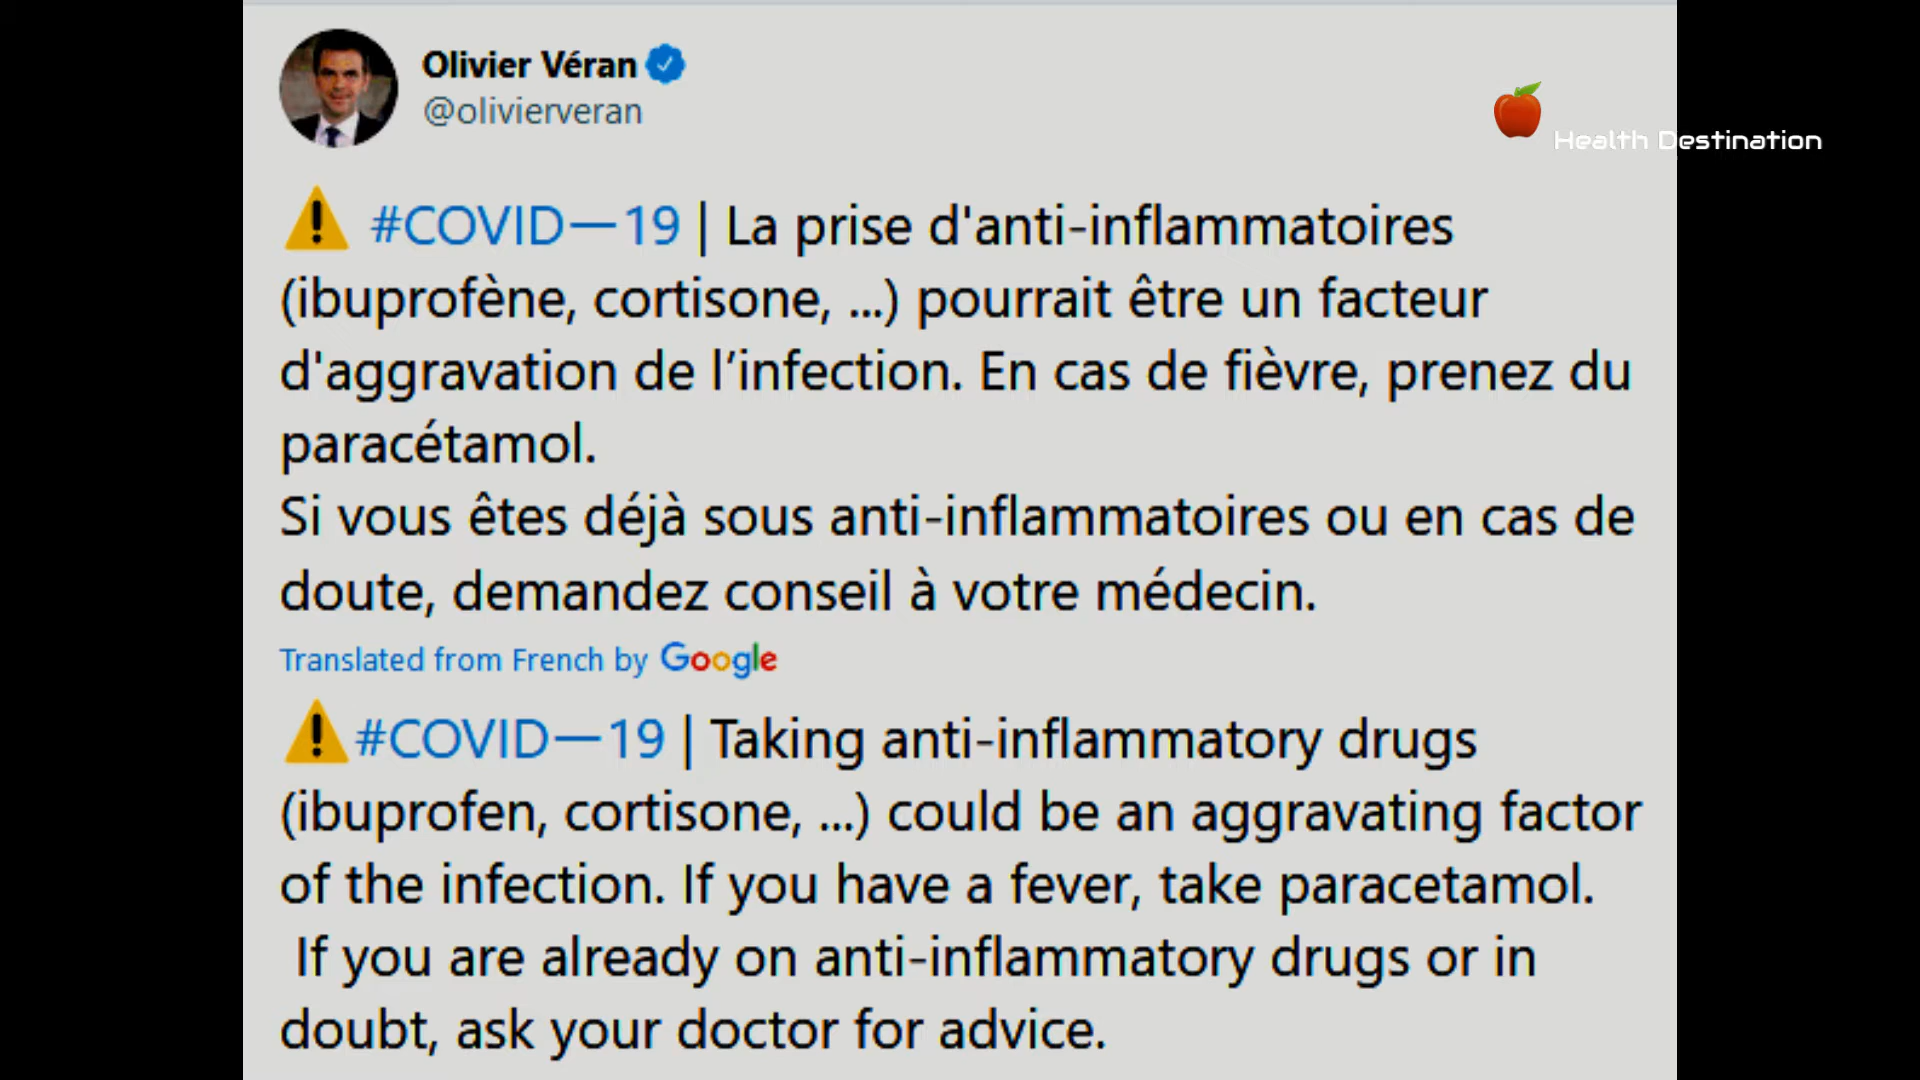 Olivier Véran
@olivierveran
Health Destination
#COVID—19 | La prise d'anti-inflammatoires
(ibuprofène, cortisone, ...) pourrait être un facteur
d'aggravation de l’infection. En cas de fièvre, prenez du
paracétamol.
Si vous êtes déjà sous anti-inflammatoires ou en cas de
doute, demandez conseil à votre médecin.
Translated from French by Google
#COVID—19 | Taking anti-inflammatory drugs
(ibuprofen, cortisone, ...) could be an aggravating factor
of the infection. If you have a fever, take paracetamol.
If you are already on anti-inflammatory drugs or in
doubt, ask your doctor for advice.